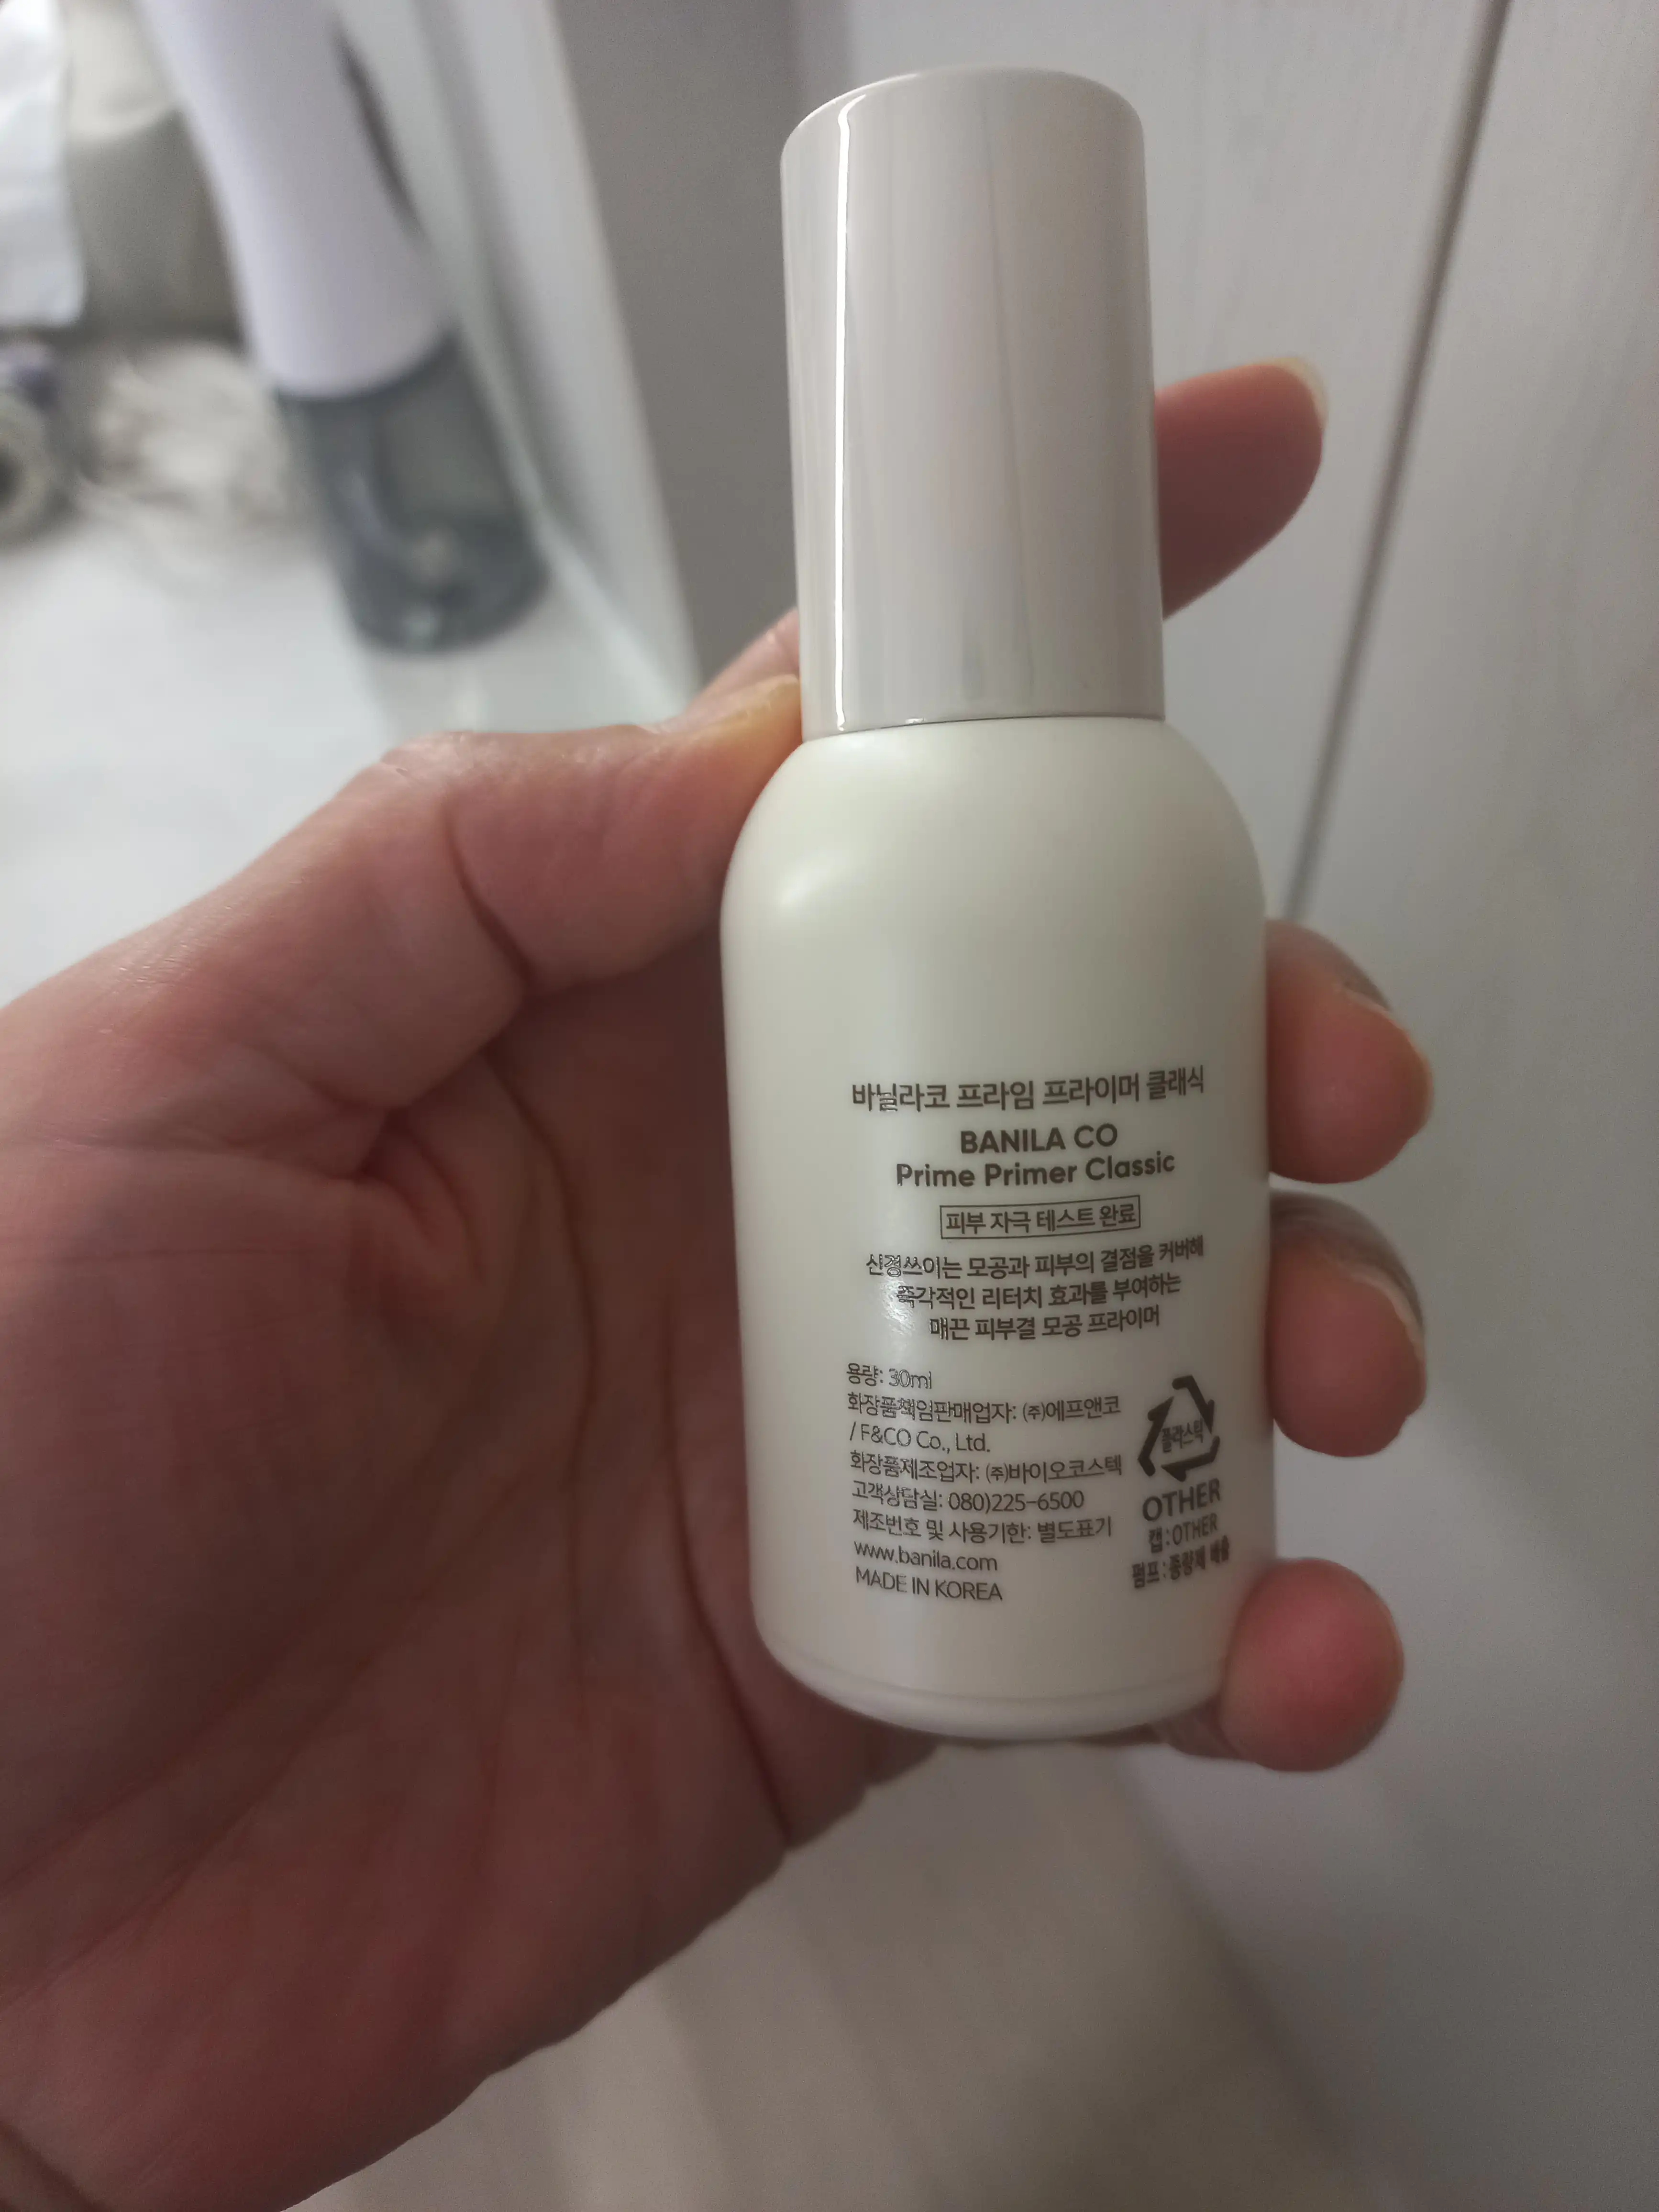 바닐라코 프라임 프라이머 클래식
BANILA CO
Prime Primer Classic
피부 자극 테스트 완료
신경쓰이는 모공과 피부의 결점을 커버해
즉각적인 리터치 효과를 부여하는
매끈 피부결 모공 프라이머
용량: 30ml
화장품책임판매업자: ㈜에프앤코
/ F&CO Co., Ltd.
화장품제조업자: ㈜바이오코스텍
고객상담실: 080)225-6500
제조번호 및 사용기한: 별도표기
www.banila.com
MADE IN KOREA
플라스틱
OTHER
캡:OTHER
펌프:종량제 배출